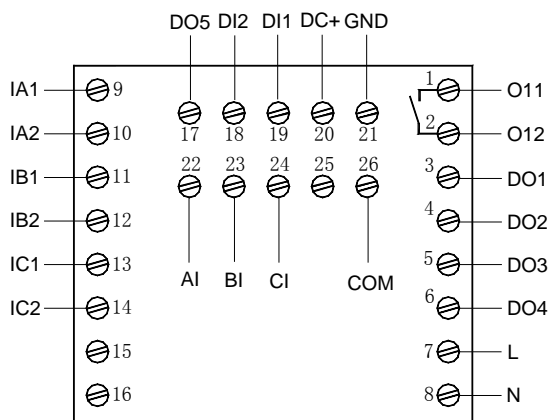 DO5 DI2 DI1 DC+ GND
IA1 9 1 O11
17 18 19 20 21
IA2 10 2 O12
22 23 24 25 26
IB1 11 3 DO1
IB2 12 4 DO2
IC1 13 5 DO3
AI BI CI COM
IC2 14 6 DO4
15 7 L
16 8 N